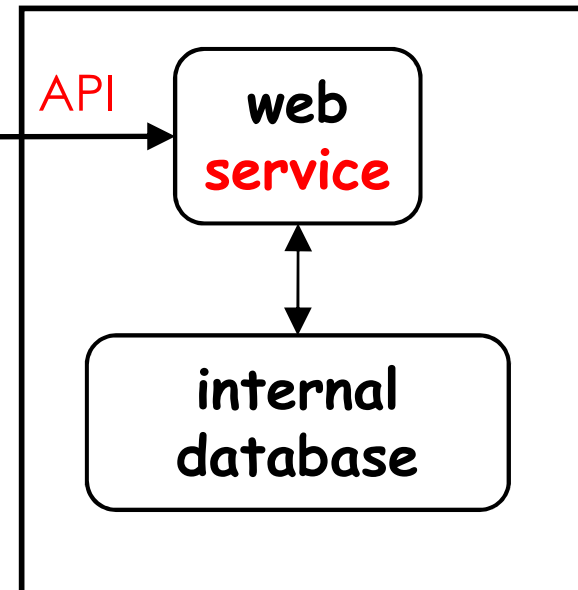 API
web
service
internal
database